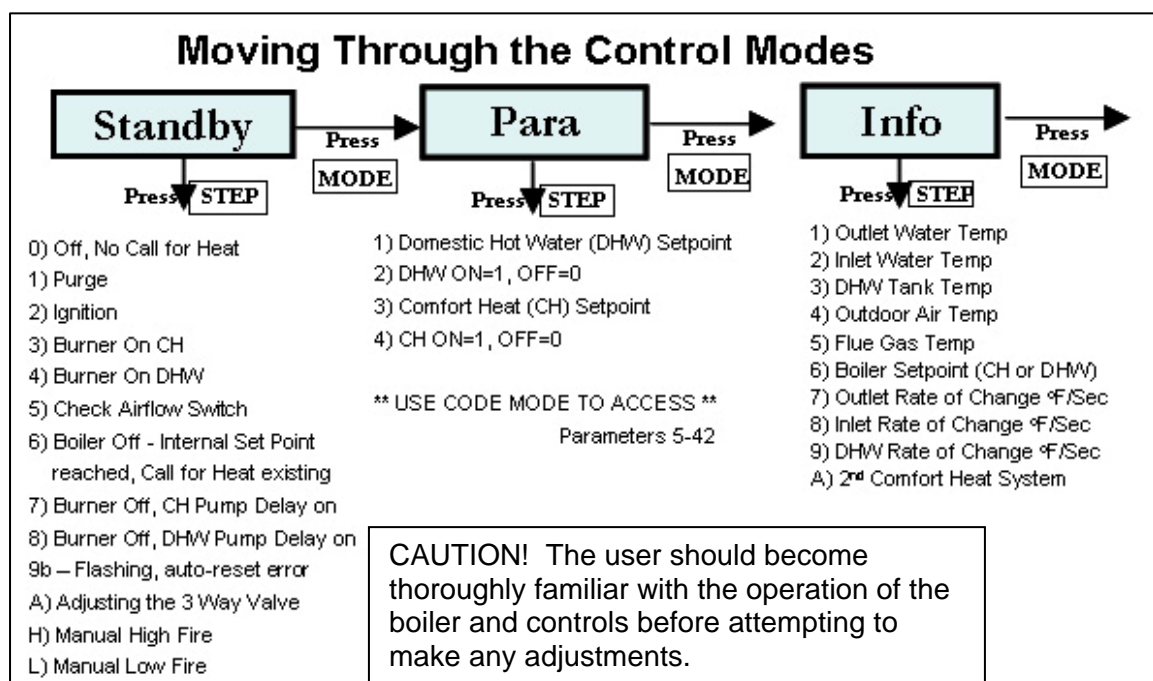 Moving Through the Control Modes
Standby
Press
MODE
Para
Press
MODE
Info
Press
MODE
Press STEP
0) Off, No Call for Heat
1) Purge
2) Ignition
3) Burner On CH
4) Burner On DHW
5) Check Airflow Switch
6) Boiler Off - Internal Set Point
reached, Call for Heat existing
7) Burner Off, CH Pump Delay on
8) Burner Off, DHW Pump Delay on
9b – Flashing, auto-reset error
A) Adjusting the 3 Way Valve
H) Manual High Fire
L) Manual Low Fire
Press STEP
1) Domestic Hot Water (DHW) Setpoint
2) DHW ON=1, OFF=0
3) Comfort Heat (CH) Setpoint
4) CH ON=1, OFF=0
** USE CODE MODE TO ACCESS **
Parameters 5-42
Press STEP
1) Outlet Water Temp
2) Inlet Water Temp
3) DHW Tank Temp
4) Outdoor Air Temp
5) Flue Gas Temp
6) Boiler Setpoint (CH or DHW)
7) Outlet Rate of Change °F/Sec
8) Inlet Rate of Change °F/Sec
9) DHW Rate of Change °F/Sec
A) 2nd Comfort Heat System
CAUTION! The user should become
thoroughly familiar with the operation of the
boiler and controls before attempting to
make any adjustments.